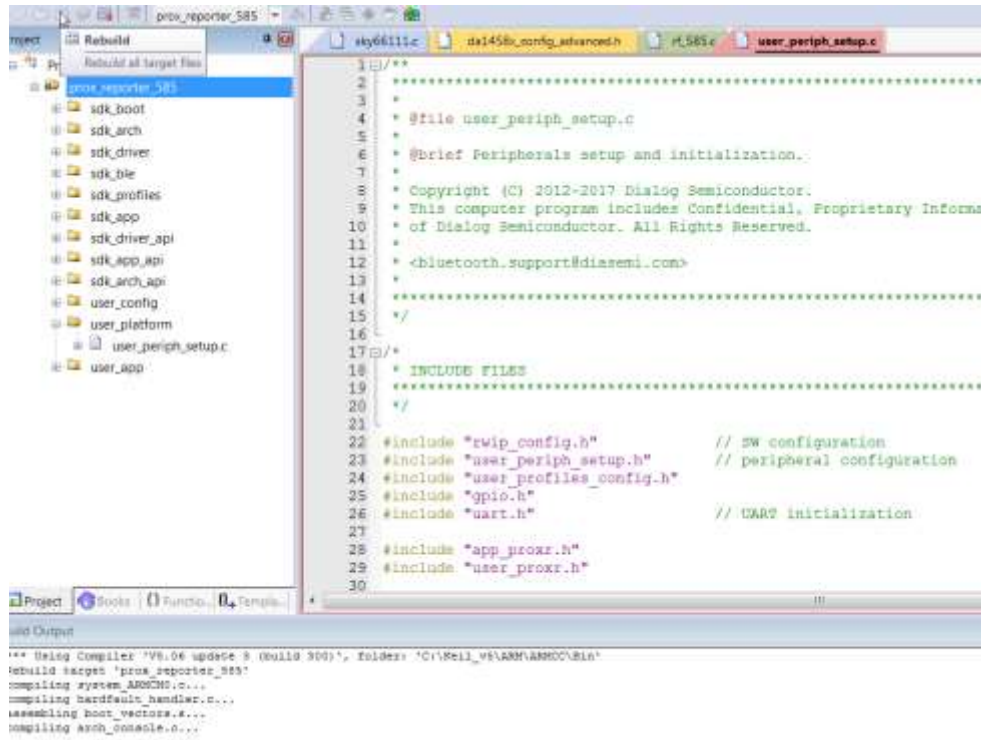 prox_reporter_585
Rebuild
Rebuild all target files
prox_reporter_585
sdk_boot
sdk_arch
sdk_driver
sdk_ble
sdk_profiles
sdk_app
sdk_driver_api
sdk_app_api
sdk_arch_api
user_config
user_platform
user_periph_setup.c
user_app
Project
Books
{} Functio...
Templa...
sky66111.c
da1458x_config_advanced.h
rf_585.c
user_periph_setup.c
1 /**
2 ****************************************************************************************
3 *
4 * @file user_periph_setup.c
5 *
6 * @brief Peripherals setup and initialization.
7 *
8 * Copyright (C) 2012-2017 Dialog Semiconductor.
9 * This computer program includes Confidential, Proprietary Informa
10 * of Dialog Semiconductor. All Rights Reserved.
11 *
12 * <bluetooth.support@diasemi.com>
13 *
14 ****************************************************************************************
15 */
16
17 /*
18 * INCLUDE FILES
19 ****************************************************************************************
20 */
21
22 #include "rwip_config.h" // SW configuration
23 #include "user_periph_setup.h" // peripheral configuration
24 #include "user_profiles_config.h"
25 #include "gpio.h"
26 #include "uart.h" // UART initialization
27
28 #include "app_proxr.h"
29 #include "user_proxr.h"
30
uild Output
*** Using Compiler 'V5.06 update 5 (build 500)', folder: 'C:\Keil_v5\ARM\ARMCC\Bin'
Rebuild target 'prox_reporter_585'
compiling system_ARMCM0.c...
compiling hardfault_handler.c...
assembling boot_vectors.s...
compiling arch_console.c...